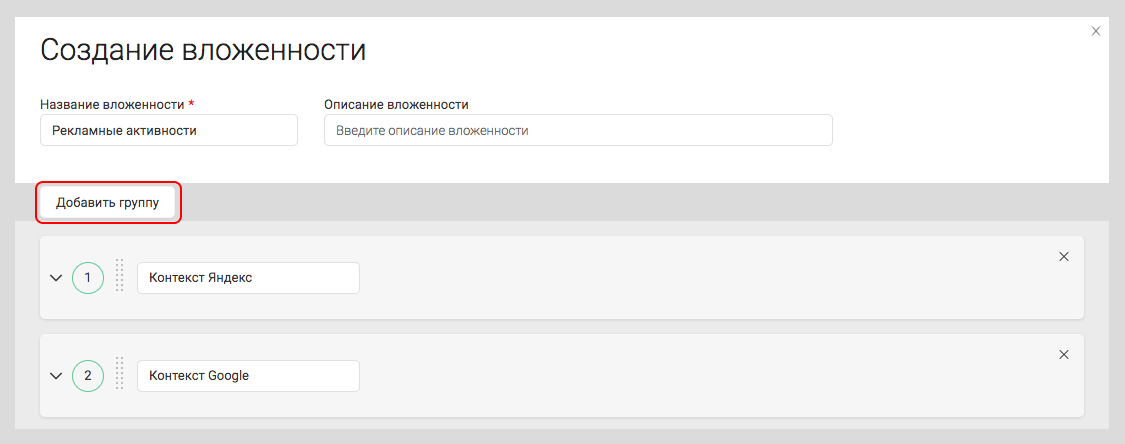 Создание вложенности
Название вложенности * Описание вложенности
Рекламные активности Введите описание вложенности
Добавить группу
1 Контекст Яндекс
2 Контекст Google